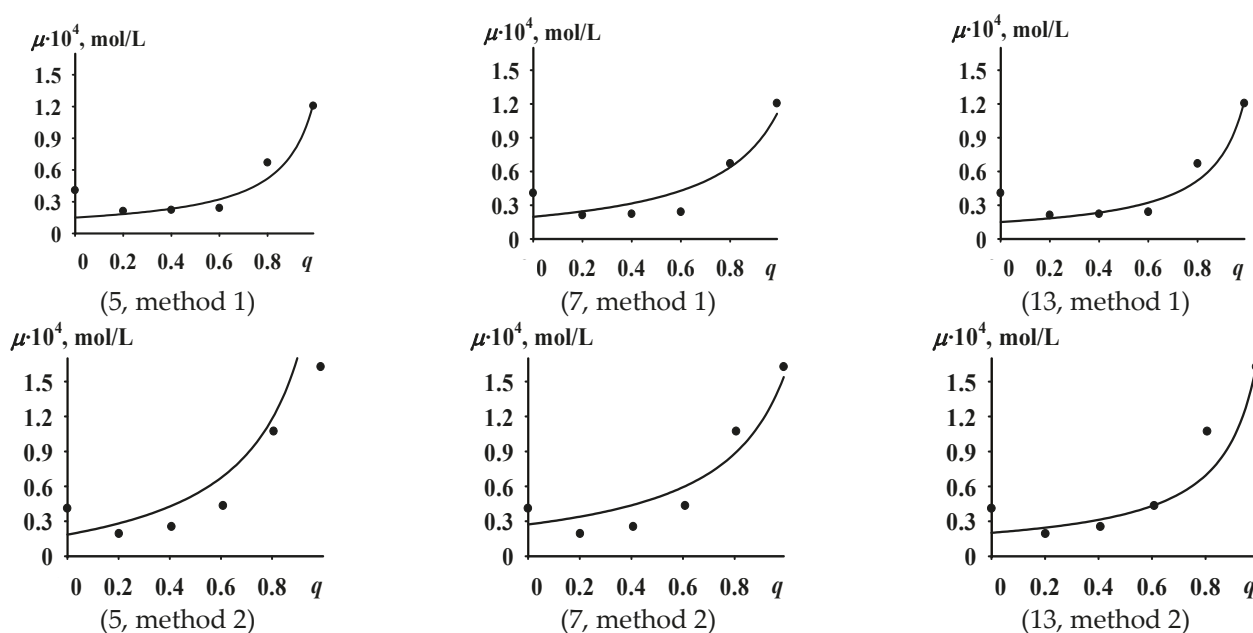 μ·10⁴, mol/L
1.5
1.2
0.9
0.6
0.3
0
0 0.2 0.4 0.6 0.8 q
(5, method 1)
μ·10⁴, mol/L
1.5
1.2
0.9
0.6
0.3
0
0 0.2 0.4 0.6 0.8 q
(7, method 1)
μ·10⁴, mol/L
1.5
1.2
0.9
0.6
0.3
0
0 0.2 0.4 0.6 0.8 q
(13, method 1)
μ·10⁴, mol/L
1.5
1.2
0.9
0.6
0.3
0
0 0.2 0.4 0.6 0.8 q
(5, method 2)
μ·10⁴, mol/L
1.5
1.2
0.9
0.6
0.3
0
0 0.2 0.4 0.6 0.8 q
(7, method 2)
μ·10⁴, mol/L
1.5
1.2
0.9
0.6
0.3
0
0 0.2 0.4 0.6 0.8 q
(13, method 2)